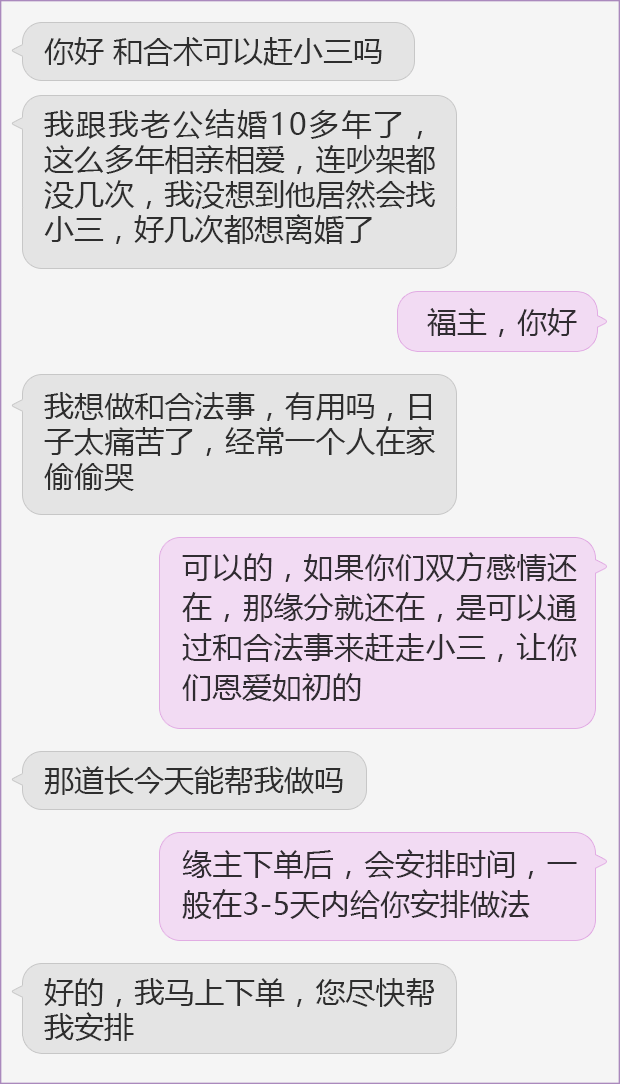 你好 和合术可以赶小三吗
我跟我老公结婚10多年了，
这么多年相亲相爱，连吵架都
没几次，我没想到他居然会找
小三，好几次都想离婚了
福主，你好
我想做和合法事，有用吗，日
子太痛苦了，经常一个人在家
偷偷哭
可以的，如果你们双方感情还
在，那缘分就还在，是可以通
过和合法事来赶走小三，让你
们恩爱如初的
那道长今天能帮我做吗
缘主下单后，会安排时间，一
般在3-5天内给你安排做法
好的，我马上下单，您尽快帮
我安排